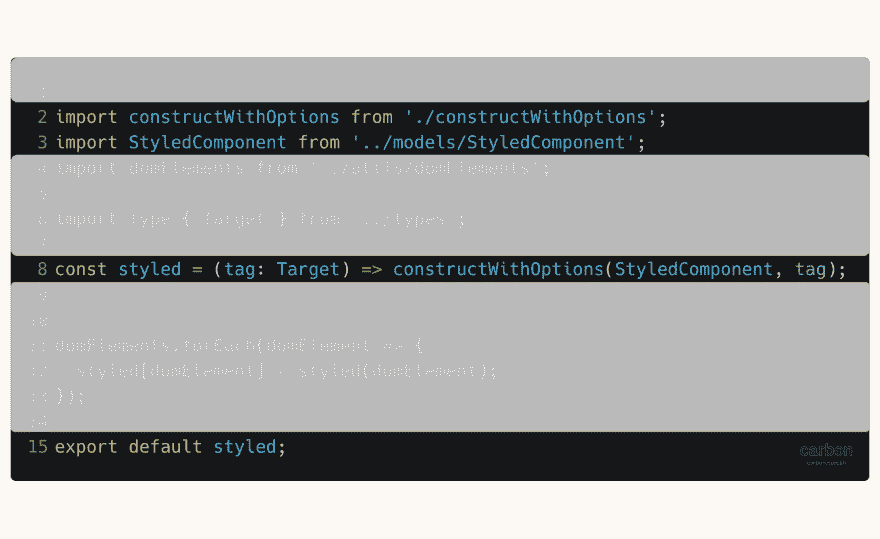 2 import constructWithOptions from './constructWithOptions';
3 import StyledComponent from '../models/StyledComponent';
4 import domElements from '../utils/domElements';
5
6 import type { Target } from '../types';
7
8 const styled = (tag: Target) => constructWithOptions(StyledComponent, tag);
9
10
11 domElements.forEach(domElement => {
12 styled[domElement] = styled(domElement);
13 });
14
15 export default styled;
carbon